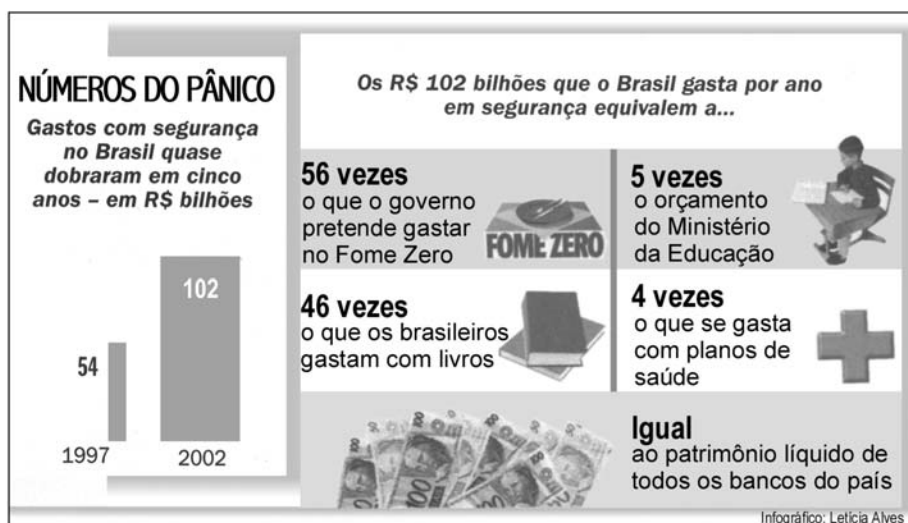 NÚMEROS DO PÂNICO
Gastos com segurança
no Brasil quase
dobraram em cinco
anos – em R$ bilhões
54
102
1997
2002
Os R$ 102 bilhões que o Brasil gasta por ano
em segurança equivalem a...
56 vezes
o que o governo
pretende gastar
no Fome Zero
FOME ZERO
5 vezes
o orçamento
do Ministério
da Educação
46 vezes
o que os brasileiros
gastam com livros
4 vezes
o que se gasta
com planos de
saúde
100
100
Igual
ao patrimônio líquido de
todos os bancos do país
Infográfico: Letícia Alves